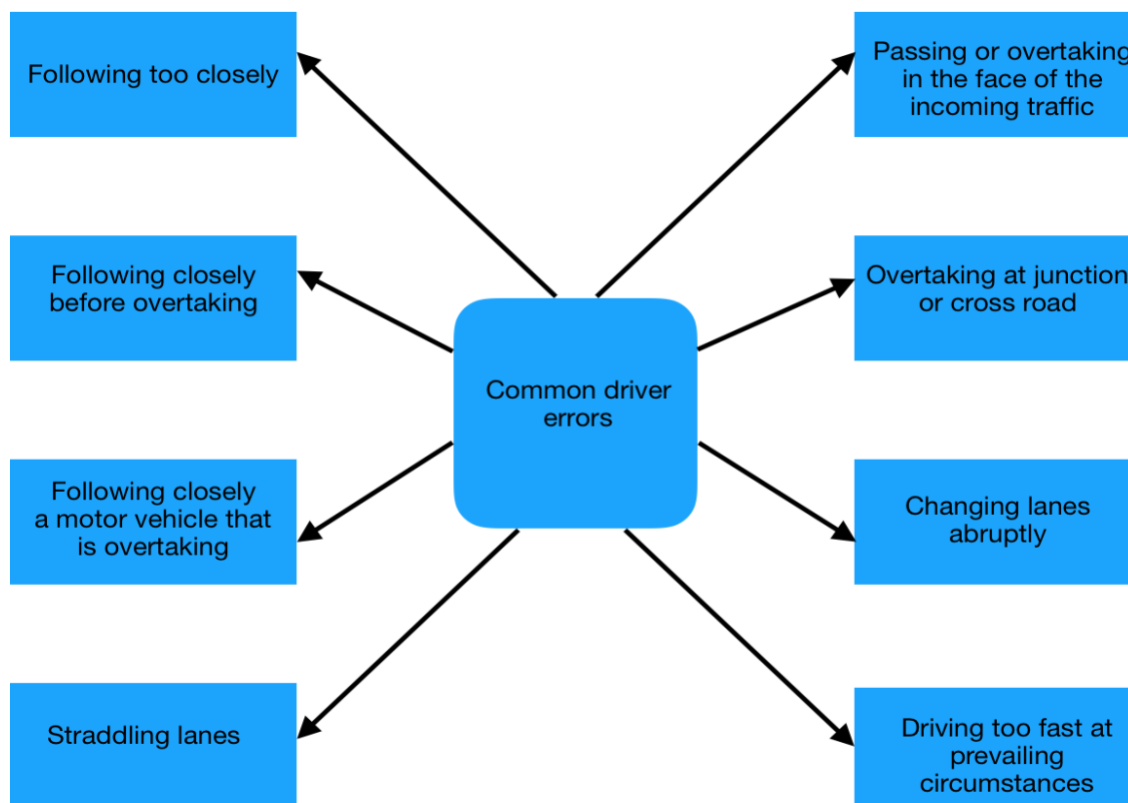 Following too closely
Passing or overtaking
in the face of the
incoming traffic
Following closely
before overtaking
Overtaking at junction
or cross road
Common driver
errors
Following closely
a motor vehicle that
is overtaking
Changing lanes
abruptly
Straddling lanes
Driving too fast at
prevailing
circumstances